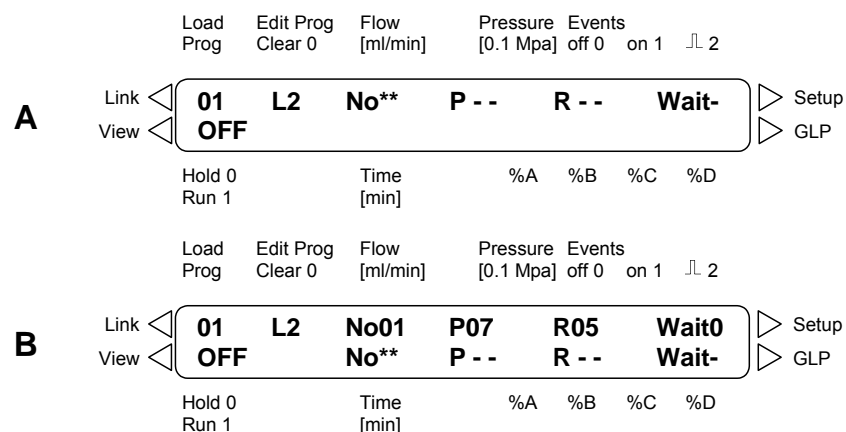 Load Edit Prog Flow Pressure Events
Prog Clear 0 [ml/min] [0.1 Mpa] off 0 on 1 ⎍ 2
A
Link 01 L2 No** P - - R - - Wait- Setup
View OFF GLP
Hold 0 Time %A %B %C %D
Run 1 [min]
Load Edit Prog Flow Pressure Events
Prog Clear 0 [ml/min] [0.1 Mpa] off 0 on 1 ⎍ 2
B
Link 01 L2 No01 P07 R05 Wait0 Setup
View OFF No** P - - R - - Wait- GLP
Hold 0 Time %A %B %C %D
Run 1 [min]